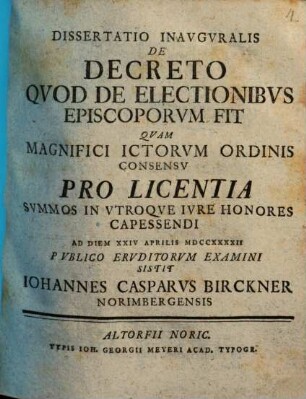 DISSERTATIO INAVGVRALIS
DE
DECRETO
QVOD DE ELECTIONIBVS
EPISCOPORVM FIT
QVAM
MAGNIFICI ICTORVM ORDINIS
CONSENSV
PRO LICENTIA
SVMMOS IN VTROQVE IVRE HONORES
CAPESSENDI
AD DIEM XXIV APRILIS MDCCXXXXII
PVBLICO ERVDITORVM EXAMINI
SISTIT
IOHANNES CASPARVS BIRCKNER
NORIMBERGENSIS
ALTORFII NORIC.
TYPIS IOH. GEORGII MEYERI ACAD. TYPOGR.